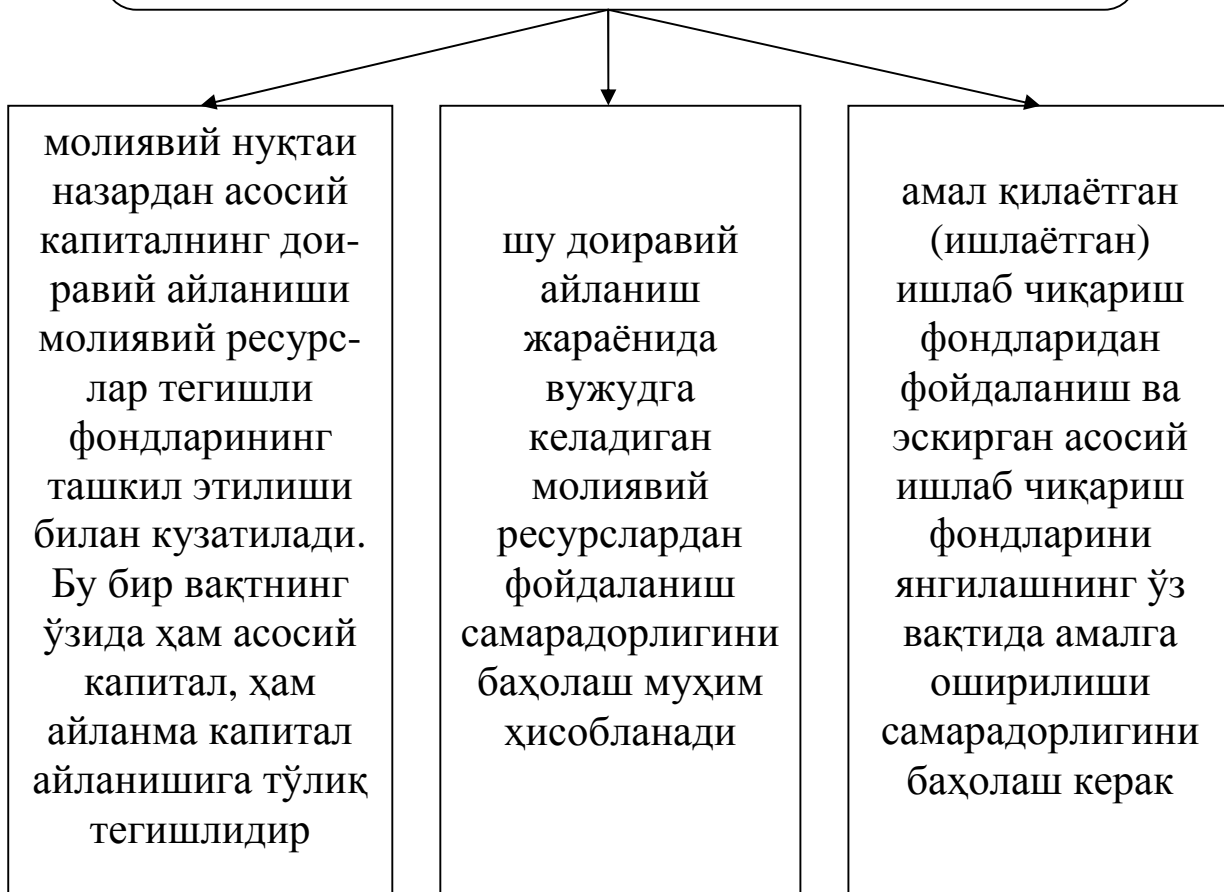 молиявий нуқтаи
назардан асосий
капиталнинг дои-
равий айланиши
молиявий ресурс-
лар тегишли
фондларининг
ташкил этилиши
билан кузатилади.
Бу бир вақтнинг
ўзида ҳам асосий
капитал, ҳам
айланма капитал
айланишига тўлиқ
тегишлидир
шу доиравий
айланиш
жараёнида
вужудга
келадиган
молиявий
ресурслардан
фойдаланиш
самарадорлигини
баҳолаш муҳим
ҳисобланади
амал қилаётган
(ишлаётган)
ишлаб чиқариш
фондларидан
фойдаланиш ва
эскирган асосий
ишлаб чиқариш
фондларини
янгилашнинг ўз
вақтида амалга
оширилиши
самарадорлигини
баҳолаш керак